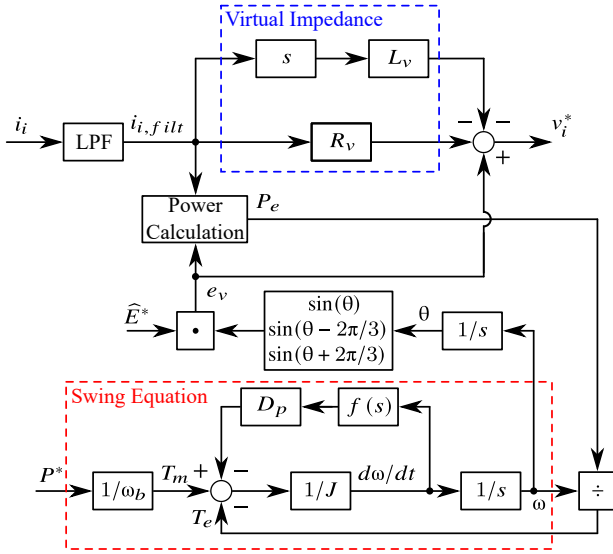 Virtual Impedance
s
L_v
i_i
LPF
i_{i,filt}
R_v
− −
+
v_i^*
Power
Calculation
P_e
e_v
Ê^*
·
sin(θ)
sin(θ − 2π/3)
sin(θ + 2π/3)
θ
1/s
Swing Equation
D_p
f(s)
P^*
1/ω_b
T_m
+ −
−
T_e
1/J
dω/dt
1/s
ω
÷